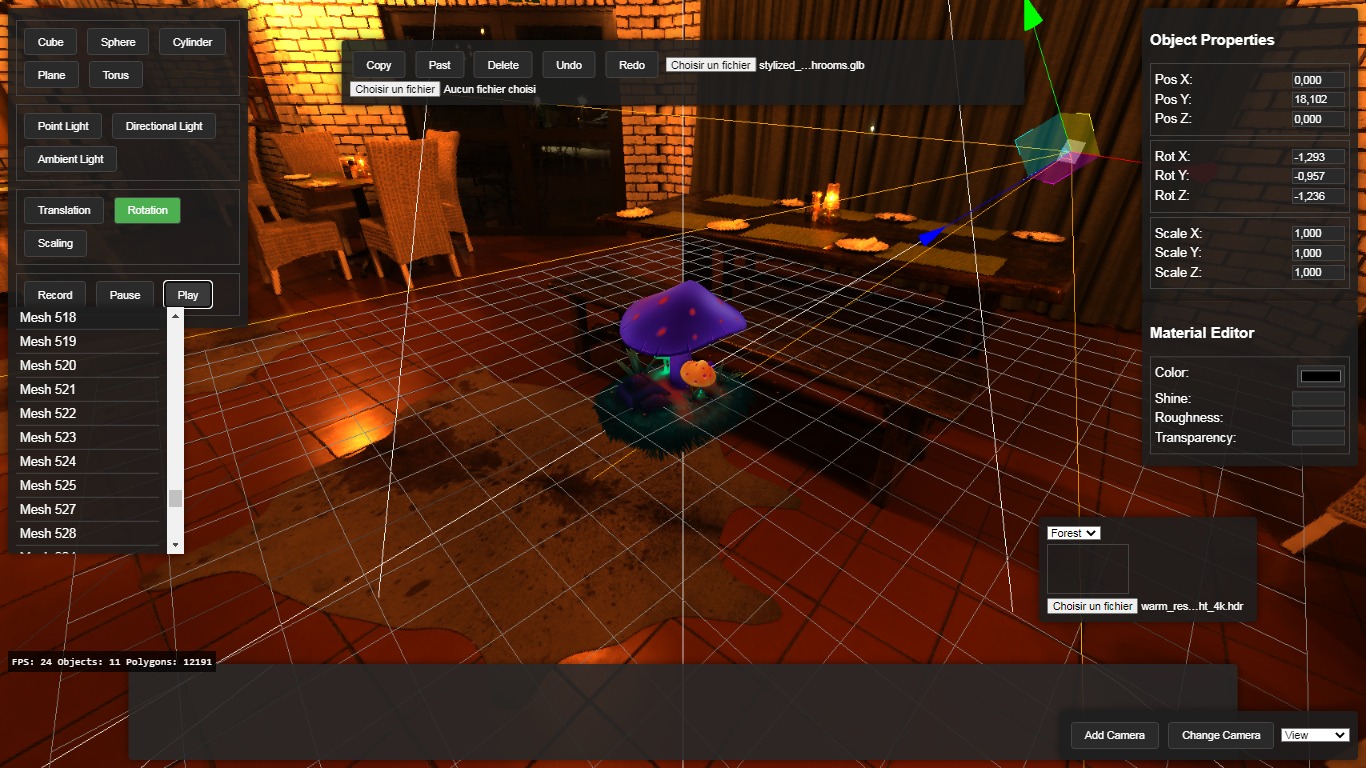 Cube Sphere Cylinder
Plane Torus
Point Light Directional Light
Ambient Light
Translation Rotation
Scaling
Record Pause Play
Mesh 518
Mesh 519
Mesh 520
Mesh 521
Mesh 522
Mesh 523
Mesh 524
Mesh 525
Mesh 527
Mesh 528
FPS: 24 Objects: 11 Polygons: 12191
Copy Past Delete Undo Redo Choisir un fichier stylized_...hrooms.glb
Choisir un fichier Aucun fichier choisi
Object Properties
Pos X: 0,000
Pos Y: 18,102
Pos Z: 0,000
Rot X: -1,293
Rot Y: -0,957
Rot Z: -1,236
Scale X: 1,000
Scale Y: 1,000
Scale Z: 1,000
Material Editor
Color:
Shine:
Roughness:
Transparency:
Forest
Choisir un fichier warm_res...ht_4k.hdr
Add Camera Change Camera View